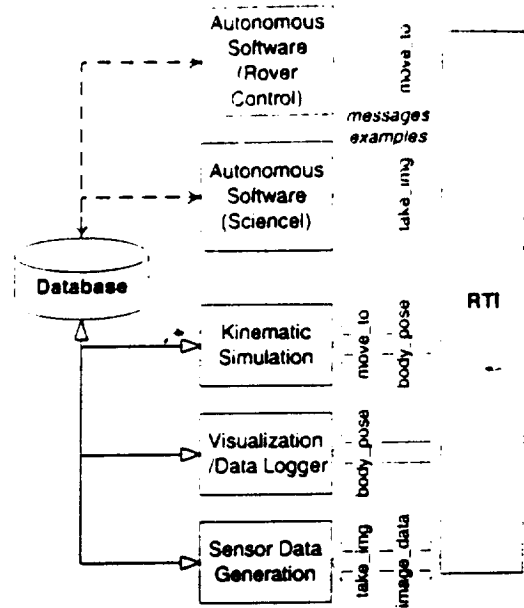 Autonomous
Software
(Rover
Control)
move_to
messages
examples
Autonomous
Software
(Sciencel)
take_img
Database
RTI
Kinematic
Simulation
move_to
body_pose
Visualization
/Data Logger
body_pose
Sensor Data
Generation
take_img
image_data